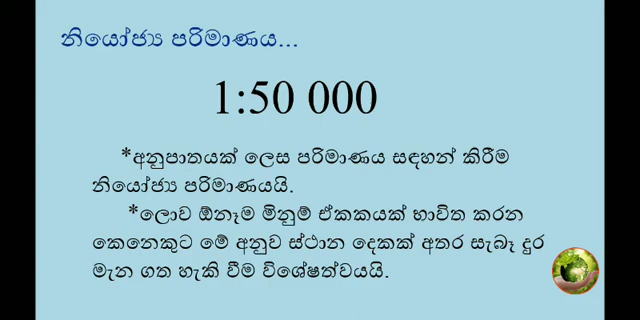 නියෝජ්‍ය පරිමාණය...
1:50 000
*අනුපාතයක් ලෙස පරිමාණය සඳහන් කිරීම
නියෝජ්‍ය පරිමාණයයි.
*ලොව ඕනෑම මිනුම් ඒකකයක් භාවිත කරන
කෙනෙකුට මේ අනුව ස්ථාන දෙකක් අතර සැබෑ දුර
මැන ගත හැකි වීම විශේෂත්වයයි.